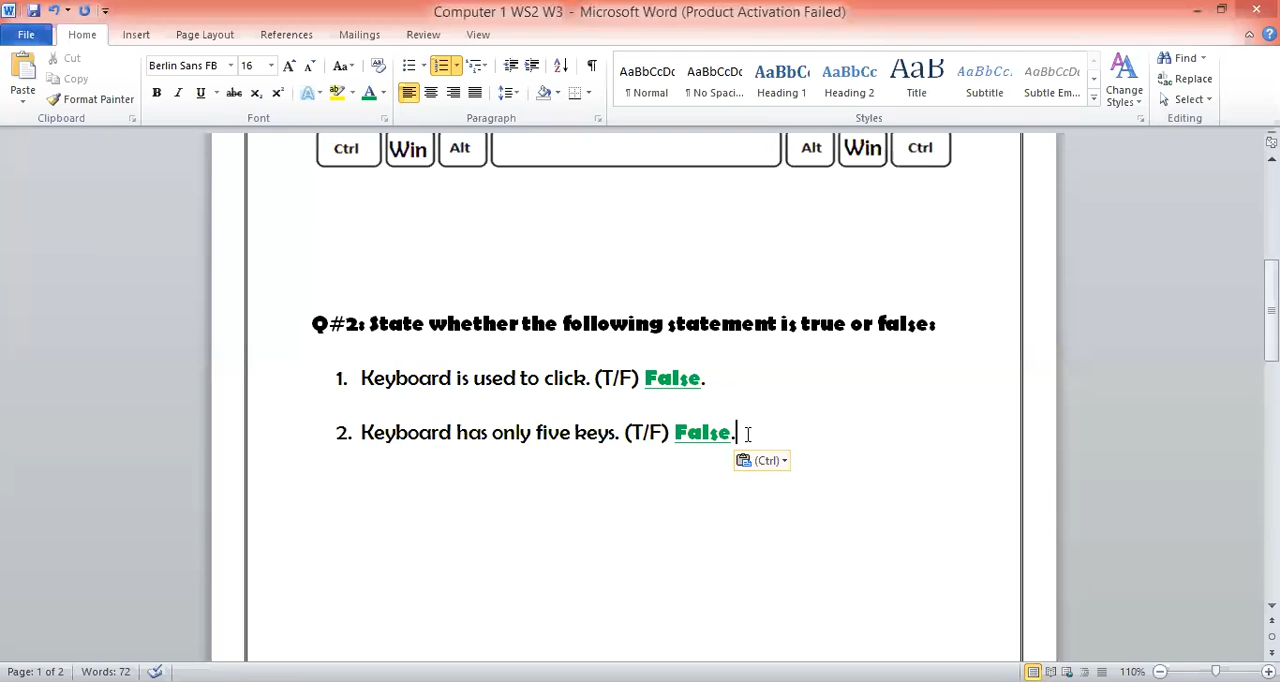 Computer 1 WS2 W3 - Microsoft Word (Product Activation Failed)
File Home Insert Page Layout References Mailings Review View
Paste
Cut
Copy
Format Painter
Clipboard
Berlin Sans FB 16
Font
Paragraph
AaBbCcDc AaBbCcDc AaBbC AaBbCc AaB AaBbCc. AaBbCcDc
¶ Normal ¶ No Spaci... Heading 1 Heading 2 Title Subtitle Subtle Em...
Styles
Change
Styles
Find
Replace
Select
Editing
Ctrl Win Alt Alt Win Ctrl
Q#2: State whether the following statement is true or false:
1. Keyboard is used to click. (T/F) False.
2. Keyboard has only five keys. (T/F) False.
(Ctrl)
Page: 1 of 2 Words: 72 110%